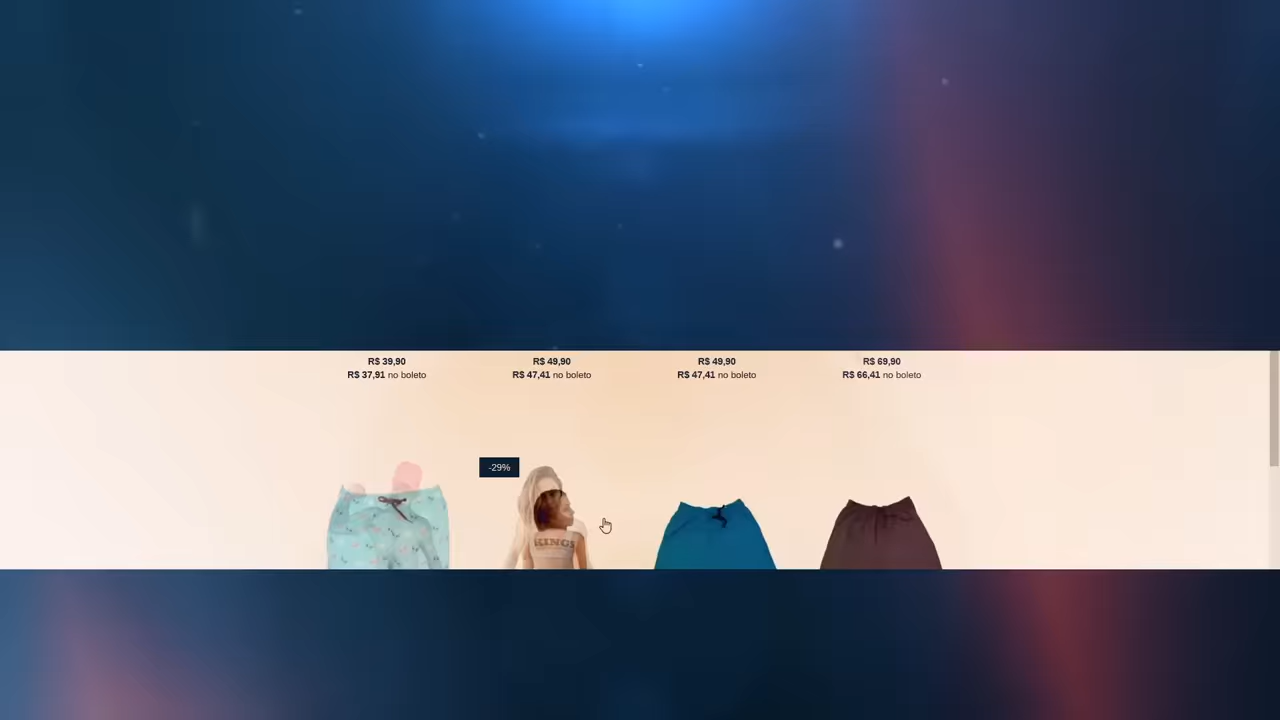 R$ 39,90 R$ 49,90 R$ 49,90 R$ 69,90
R$ 37,91 no boleto R$ 47,41 no boleto R$ 47,41 no boleto R$ 66,41 no boleto
-29%
KINGS